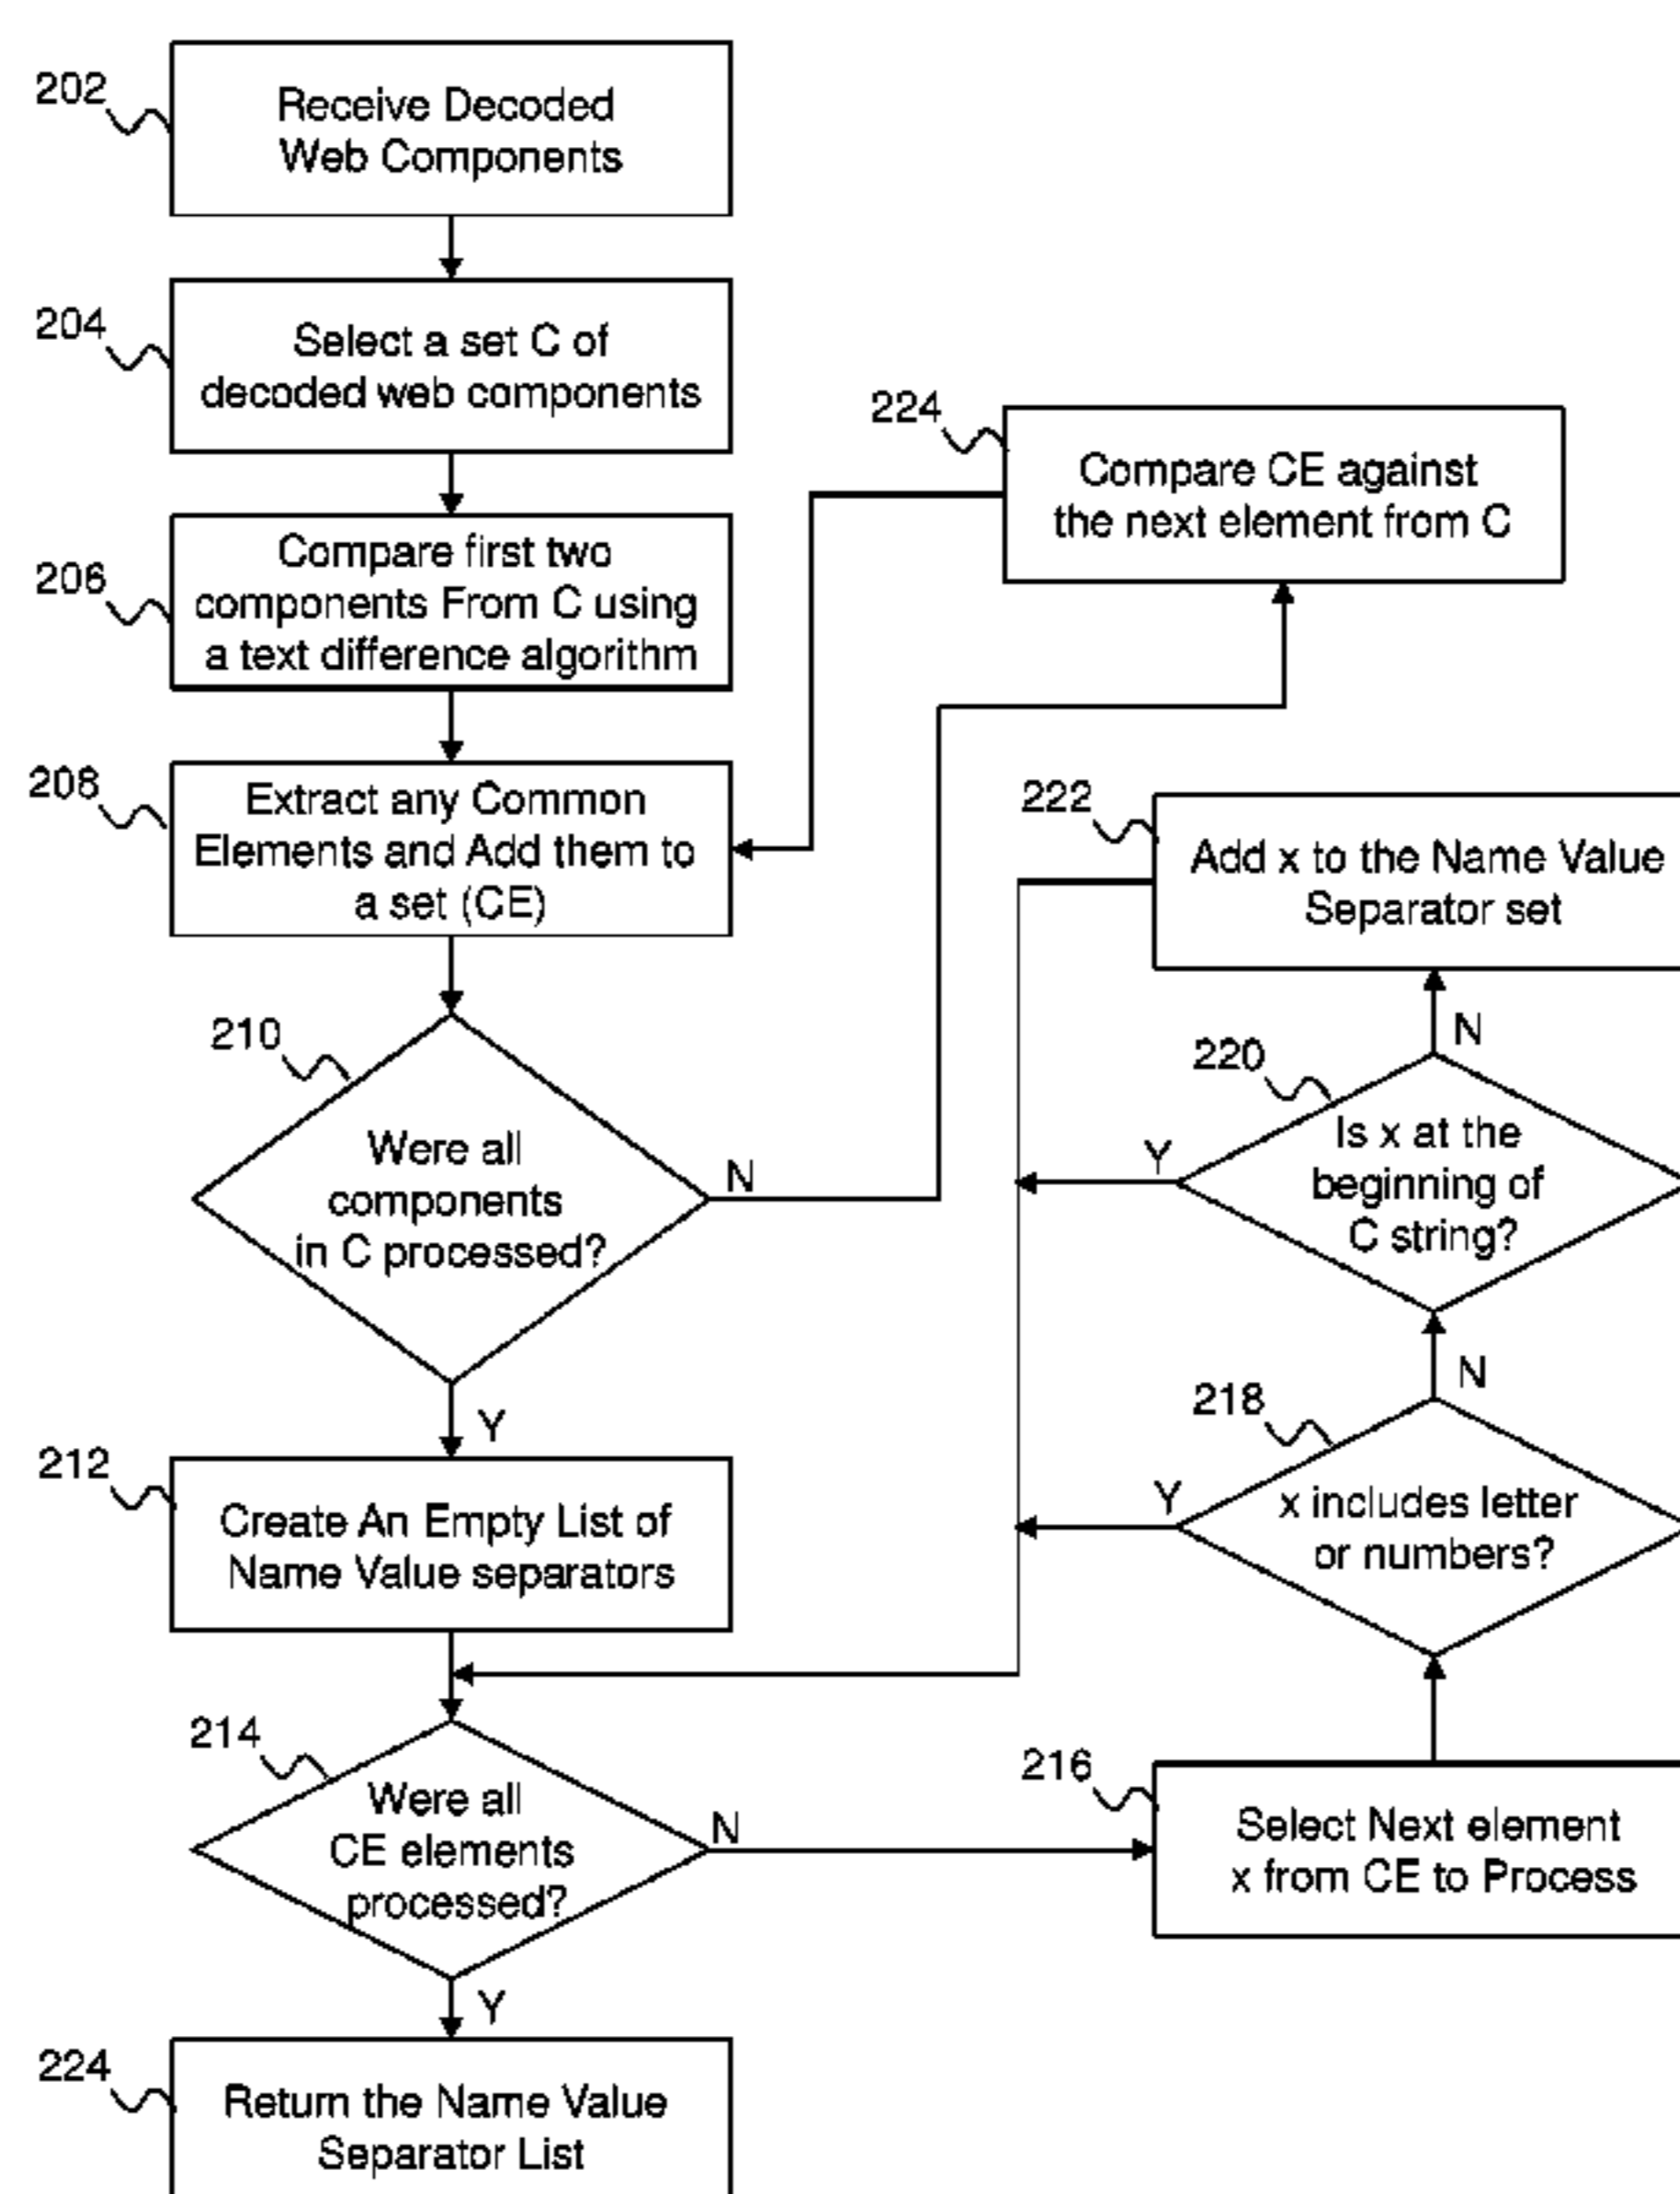 202
Receive Decoded
Web Components
204
Select a set C of
decoded web components
224
Compare CE against
the next element from C
206
Compare first two
components From C using
a text difference algorithm
208
Extract any Common
Elements and Add them to
a set (CE)
222
Add x to the Name Value
Separator set
N
210
Were all
components
in C processed?
N
220
Is x at the
beginning of
C string?
Y
N
Y
212
Create An Empty List of
Name Value separators
218
x includes letter
or numbers?
Y
214
Were all
CE elements
processed?
N
216
Select Next element
x from CE to Process
Y
224
Return the Name Value
Separator List